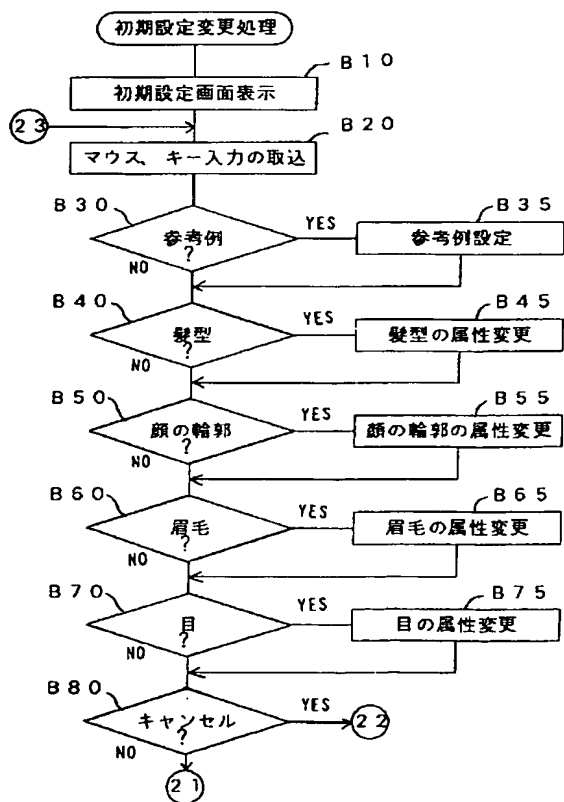 初期設定変更処理
B10
初期設定画面表示
23
B20
マウス、キー入力の取込
B30
参考例
?
YES
NO
B35
参考例設定
B40
髪型
?
YES
NO
B45
髪型の属性変更
B50
顔の輪郭
?
YES
NO
B55
顔の輪郭の属性変更
B60
眉毛
?
YES
NO
B65
眉毛の属性変更
B70
目
?
YES
NO
B75
目の属性変更
B80
キャンセル
?
YES
22
NO
21